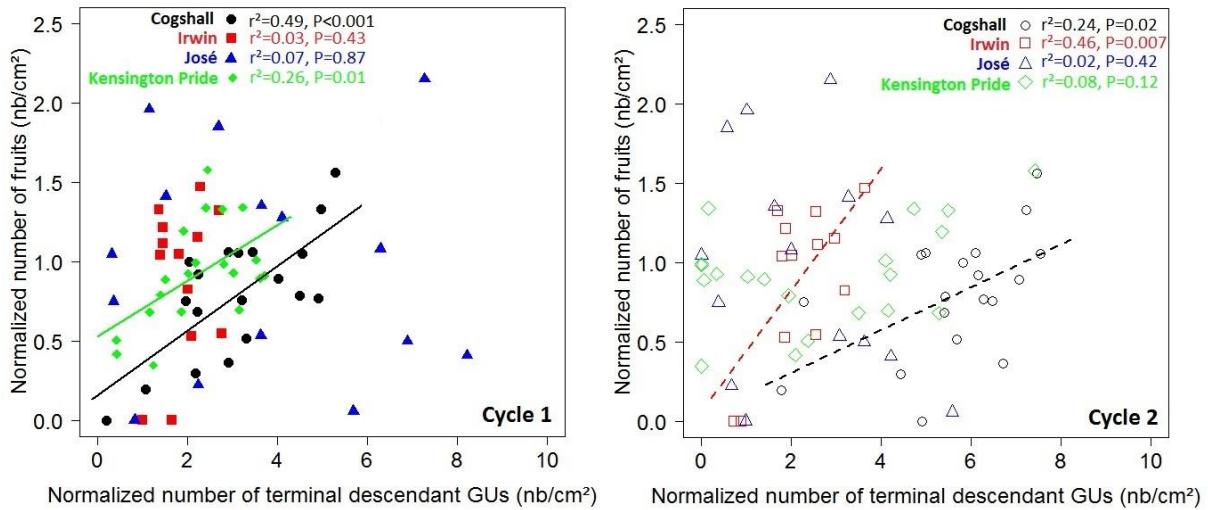 Cogshall r²=0.49, P<0.001
Irwin r²=0.03, P=0.43
José r²=0.07, P=0.87
Kensington Pride r²=0.26, P=0.01
Normalized number of fruits (nb/cm²)
2.5
2.0
1.5
1.0
0.5
0.0
Cycle 1
0 2 4 6 8 10
Normalized number of terminal descendant GUs (nb/cm²)
Cogshall r²=0.24, P=0.02
Irwin r²=0.46, P=0.007
José r²=0.02, P=0.42
Kensington Pride r²=0.08, P=0.12
Normalized number of fruits (nb/cm²)
2.5
2.0
1.5
1.0
0.5
0.0
Cycle 2
0 2 4 6 8 10
Normalized number of terminal descendant GUs (nb/cm²)